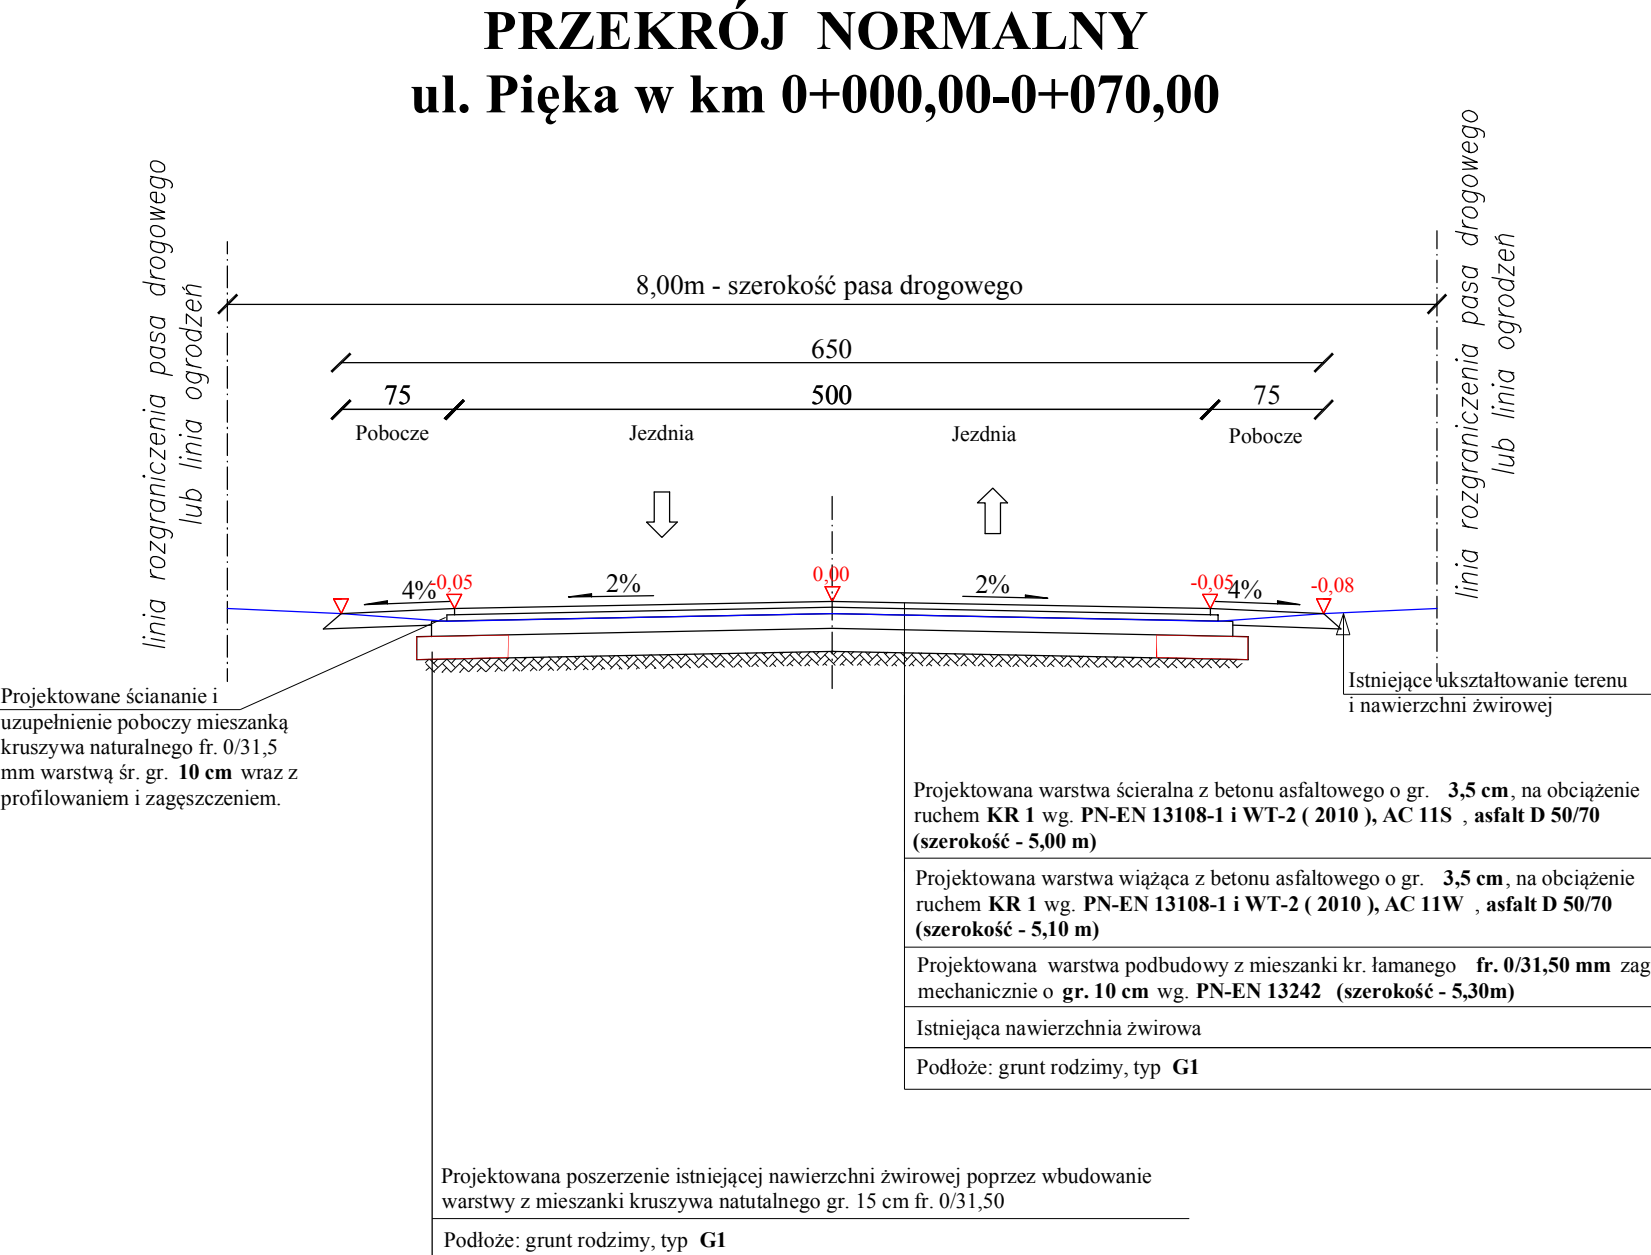 PRZEKRÓJ NORMALNY
ul. Pięka w km 0+000,00-0+070,00
linia rozgraniczenia pasa drogowego
lub linia ogrodzeń
linia rozgraniczenia pasa drogowego
lub linia ogrodzeń
8,00m - szerokość pasa drogowego
650
75
500
75
Pobocze
Jezdnia
Jezdnia
Pobocze
4%
-0,05
2%
0,00
2%
-0,05
4%
-0,08
Projektowane ściananie i
uzupełnienie poboczy mieszanką
kruszywa naturalnego fr. 0/31,5
mm warstwą śr. gr. 10 cm wraz z
profilowaniem i zagęszczeniem.
Istniejące ukształtowanie terenu
i nawierzchni żwirowej
Projektowana warstwa ścieralna z betonu asfaltowego o gr. 3,5 cm, na obciążenie
ruchem KR 1 wg. PN-EN 13108-1 i WT-2 ( 2010 ), AC 11S , asfalt D 50/70
(szerokość - 5,00 m)
Projektowana warstwa wiążąca z betonu asfaltowego o gr. 3,5 cm, na obciążenie
ruchem KR 1 wg. PN-EN 13108-1 i WT-2 ( 2010 ), AC 11W , asfalt D 50/70
(szerokość - 5,10 m)
Projektowana warstwa podbudowy z mieszanki kr. łamanego fr. 0/31,50 mm zag
mechanicznie o gr. 10 cm wg. PN-EN 13242 (szerokość - 5,30m)
Istniejąca nawierzchnia żwirowa
Podłoże: grunt rodzimy, typ G1
Projektowana poszerzenie istniejącej nawierzchni żwirowej poprzez wbudowanie
warstwy z mieszanki kruszywa natutalnego gr. 15 cm fr. 0/31,50
Podłoże: grunt rodzimy, typ G1